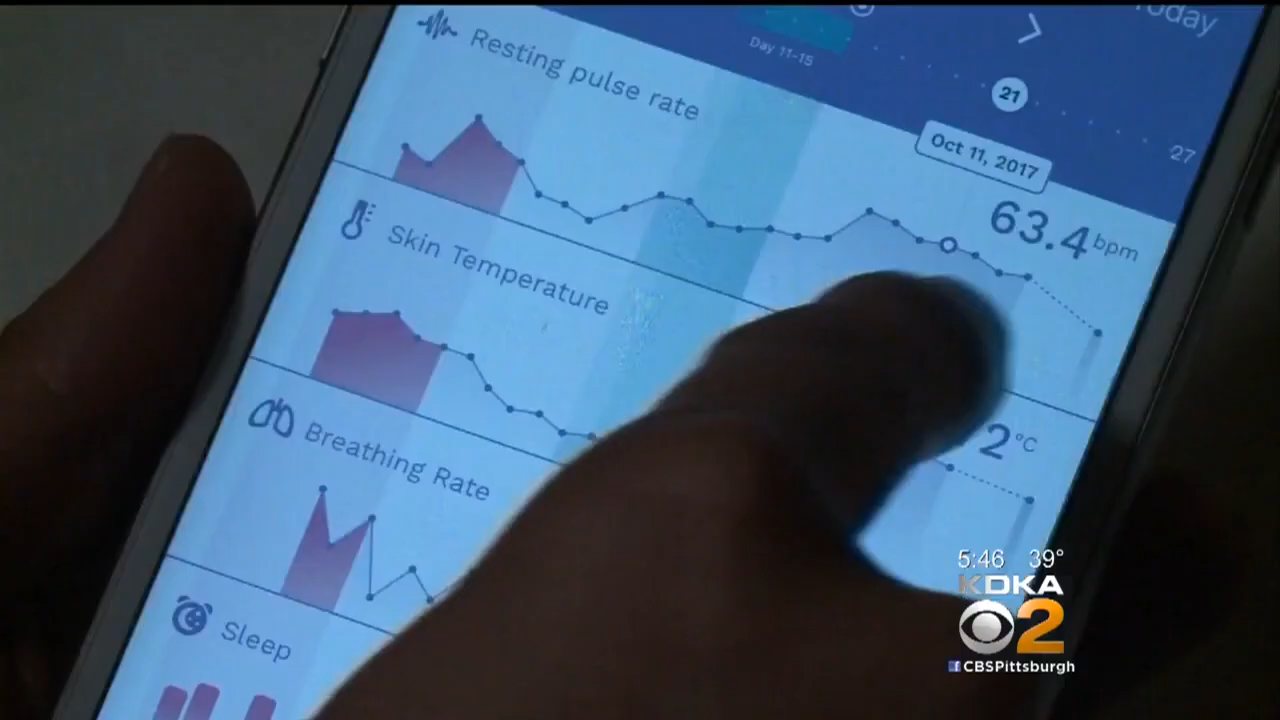 Today
Day 11-15
21
27
Resting pulse rate
Oct 11, 2017
63.4 bpm
Skin Temperature
2 °C
Breathing Rate
Sleep
5:46 39°
KDKA
2
CBSPittsburgh